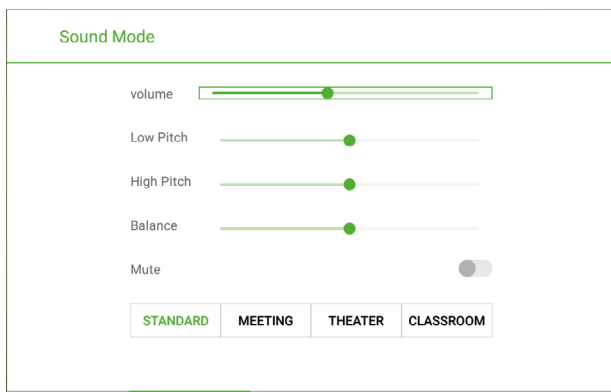 Sound Mode
volume
Low Pitch
High Pitch
Balance
Mute
STANDARD MEETING THEATER CLASSROOM